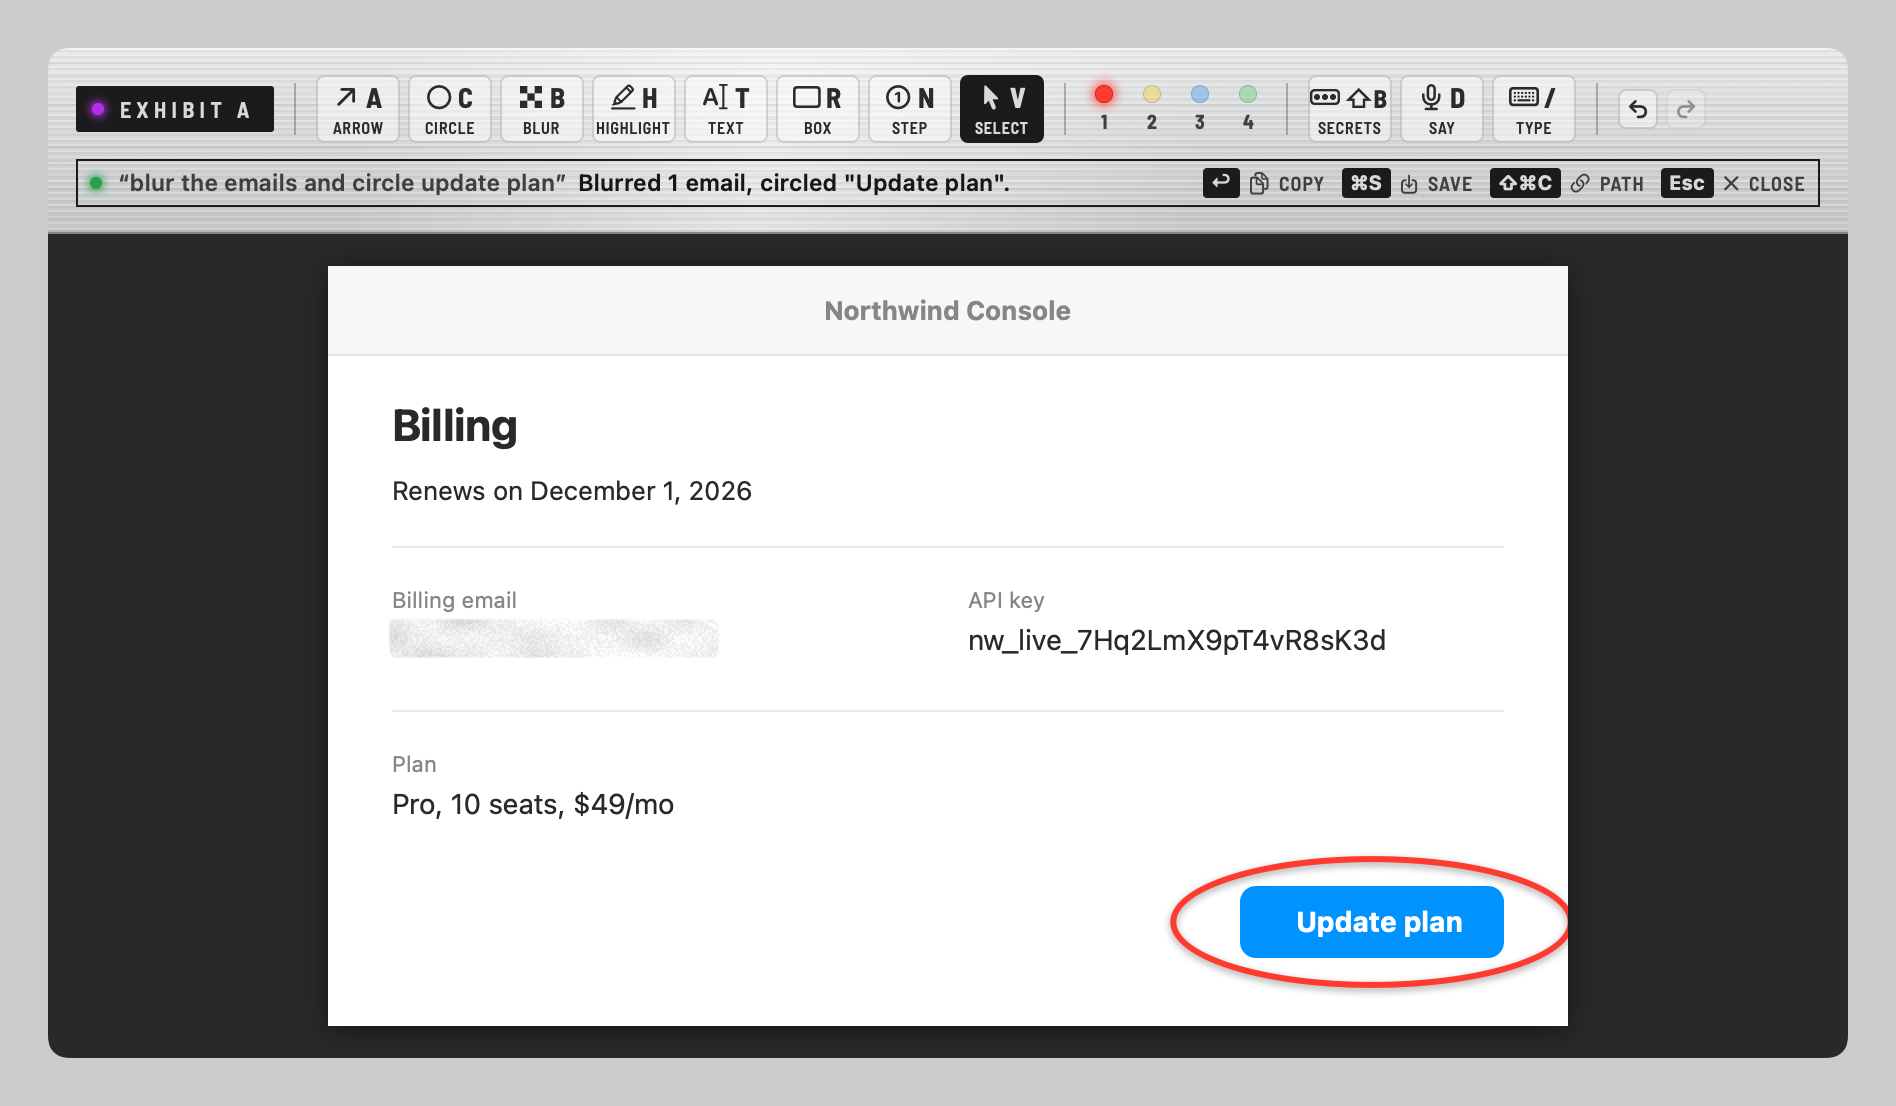 EXHIBIT A
A ARROW
C CIRCLE
B BLUR
H HIGHLIGHT
A T TEXT
R BOX
1 N STEP
V SELECT
1 2 3 4
B SECRETS
D SAY
/ TYPE
“blur the emails and circle update plan” Blurred 1 email, circled "Update plan".
↩ COPY ⌘S SAVE ⇧⌘C PATH Esc × CLOSE
Northwind Console
Billing
Renews on December 1, 2026
Billing email
API key
nw_live_7Hq2LmX9pT4vR8sK3d
Plan
Pro, 10 seats, $49/mo
Update plan